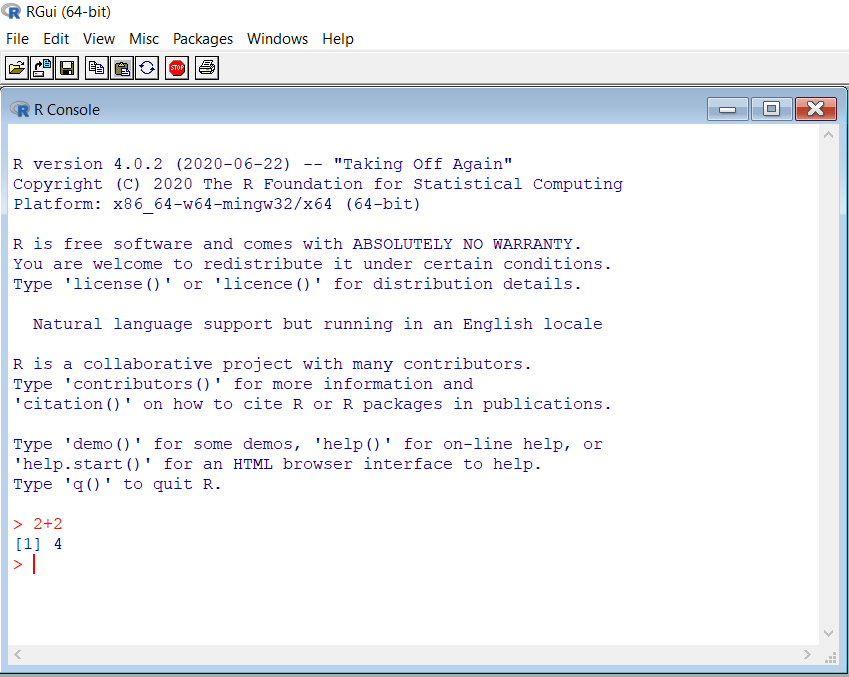 RGui (64-bit)
File Edit View Misc Packages Windows Help
STOP
R Console
R version 4.0.2 (2020-06-22) -- "Taking Off Again"
Copyright (C) 2020 The R Foundation for Statistical Computing
Platform: x86_64-w64-mingw32/x64 (64-bit)
R is free software and comes with ABSOLUTELY NO WARRANTY.
You are welcome to redistribute it under certain conditions.
Type 'license()' or 'licence()' for distribution details.
Natural language support but running in an English locale
R is a collaborative project with many contributors.
Type 'contributors()' for more information and
'citation()' on how to cite R or R packages in publications.
Type 'demo()' for some demos, 'help()' for on-line help, or
'help.start()' for an HTML browser interface to help.
Type 'q()' to quit R.
> 2+2
[1] 4
>